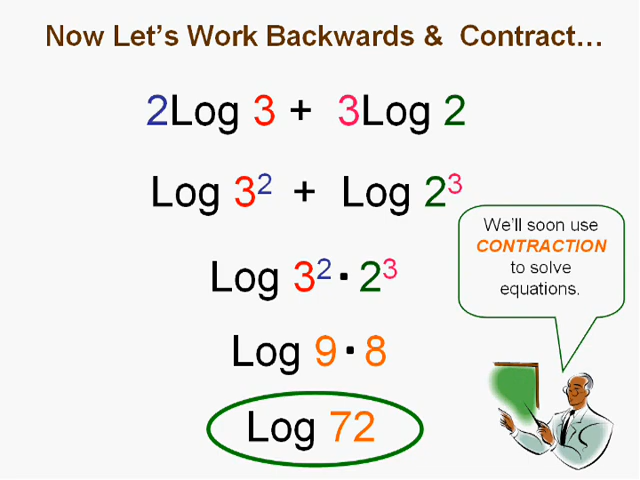 Now Let's Work Backwards & Contract…
2Log 3 + 3Log 2
Log 3² + Log 2³
We'll soon use
CONTRACTION
to solve
equations.
Log 3² · 2³
Log 9 · 8
Log 72